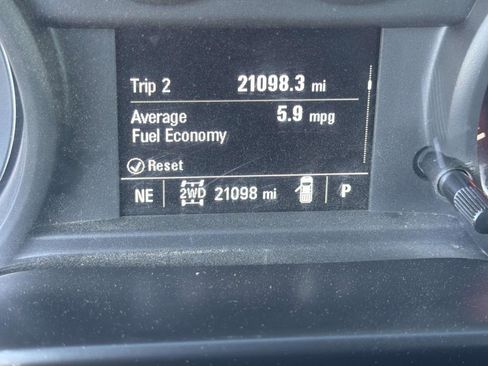 Trip 2 21098.3 mi
Average 5.9 mpg
Fuel Economy
Reset
NE 2WD 21098 mi P